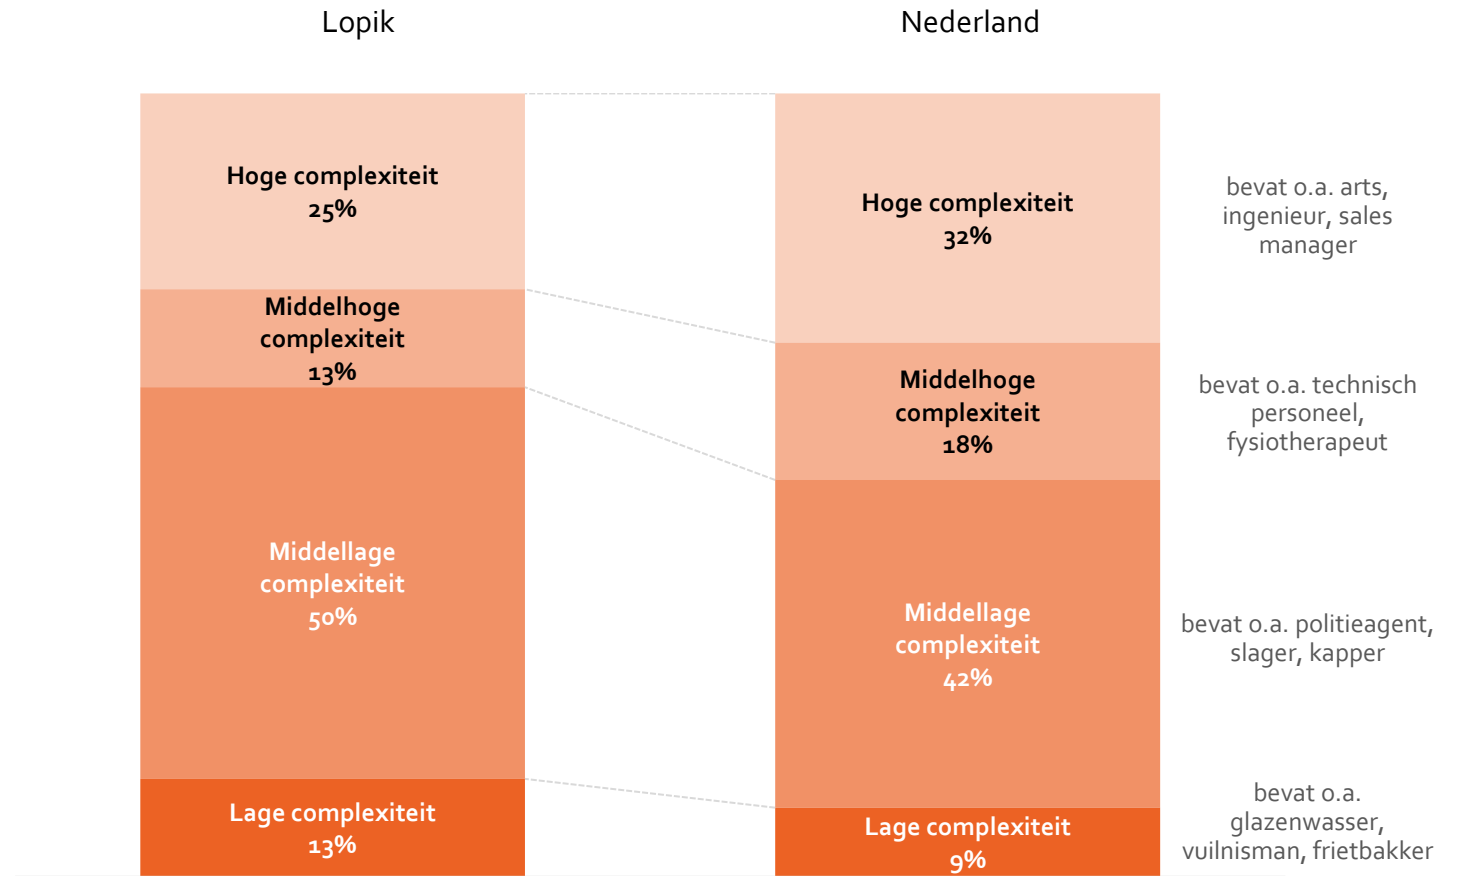 Lopik
Nederland
Hoge complexiteit
25%
Middelhoge
complexiteit
13%
Middellage
complexiteit
50%
Lage complexiteit
13%
Hoge complexiteit
32%
Middelhoge
complexiteit
18%
Middellage
complexiteit
42%
Lage complexiteit
9%
bevat o.a. arts,
ingenieur, sales
manager
bevat o.a. technisch
personeel,
fysiotherapeut
bevat o.a. politieagent,
slager, kapper
bevat o.a.
glazenwasser,
vuilnisman, frietbakker